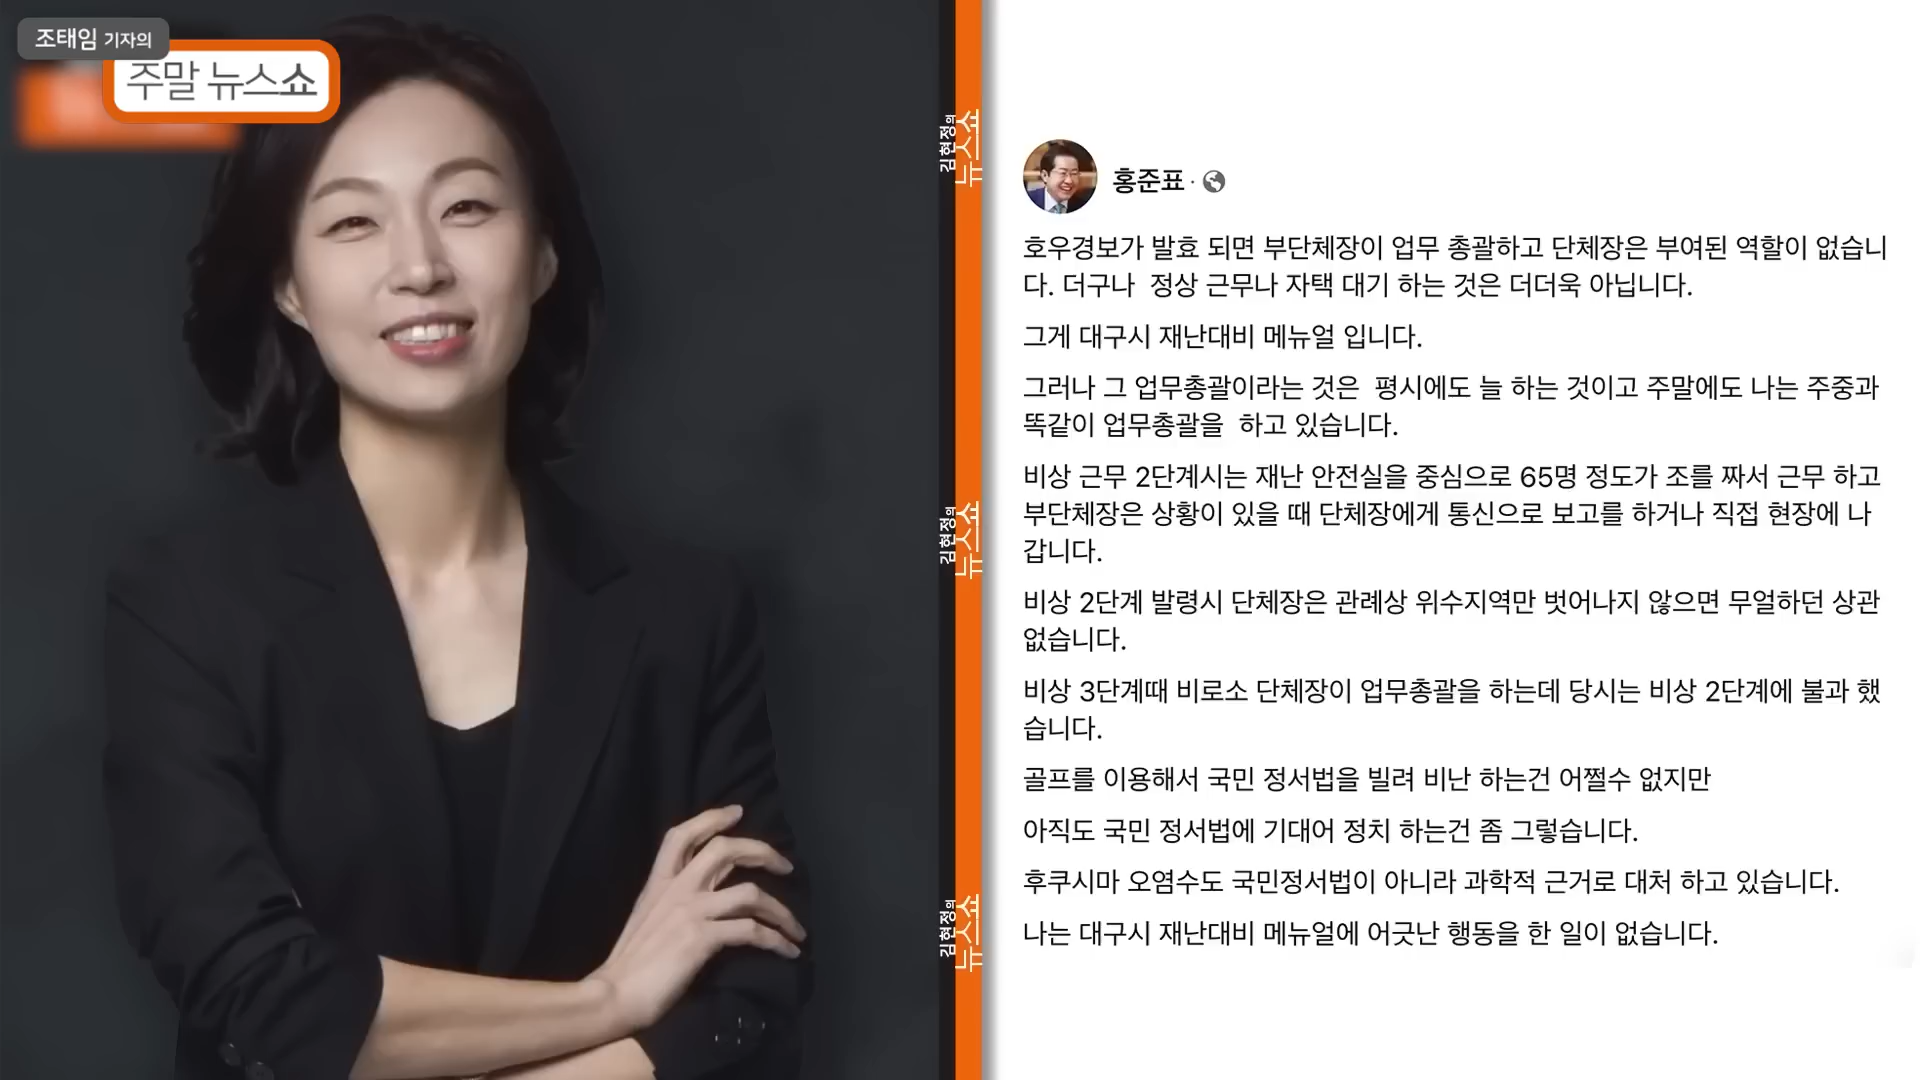 조태임 기자의
주말 뉴스쇼
김현정의
뉴스쇼
김현정의
뉴스쇼
김현정의
뉴스쇼
홍준표 ·
호우경보가 발효 되면 부단체장이 업무 총괄하고 단체장은 부여된 역할이 없습니
다. 더구나 정상 근무나 자택 대기 하는 것은 더더욱 아닙니다.
그게 대구시 재난대비 메뉴얼 입니다.
그러나 그 업무총괄이라는 것은 평시에도 늘 하는 것이고 주말에도 나는 주중과
똑같이 업무총괄을 하고 있습니다.
비상 근무 2단계시는 재난 안전실을 중심으로 65명 정도가 조를 짜서 근무 하고
부단체장은 상황이 있을 때 단체장에게 통신으로 보고를 하거나 직접 현장에 나
갑니다.
비상 2단계 발령시 단체장은 관례상 위수지역만 벗어나지 않으면 무얼하던 상관
없습니다.
비상 3단계때 비로소 단체장이 업무총괄을 하는데 당시는 비상 2단계에 불과 했
습니다.
골프를 이용해서 국민 정서법을 빌려 비난 하는건 어쩔수 없지만
아직도 국민 정서법에 기대어 정치 하는건 좀 그렇습니다.
후쿠시마 오염수도 국민정서법이 아니라 과학적 근거로 대처 하고 있습니다.
나는 대구시 재난대비 메뉴얼에 어긋난 행동을 한 일이 없습니다.